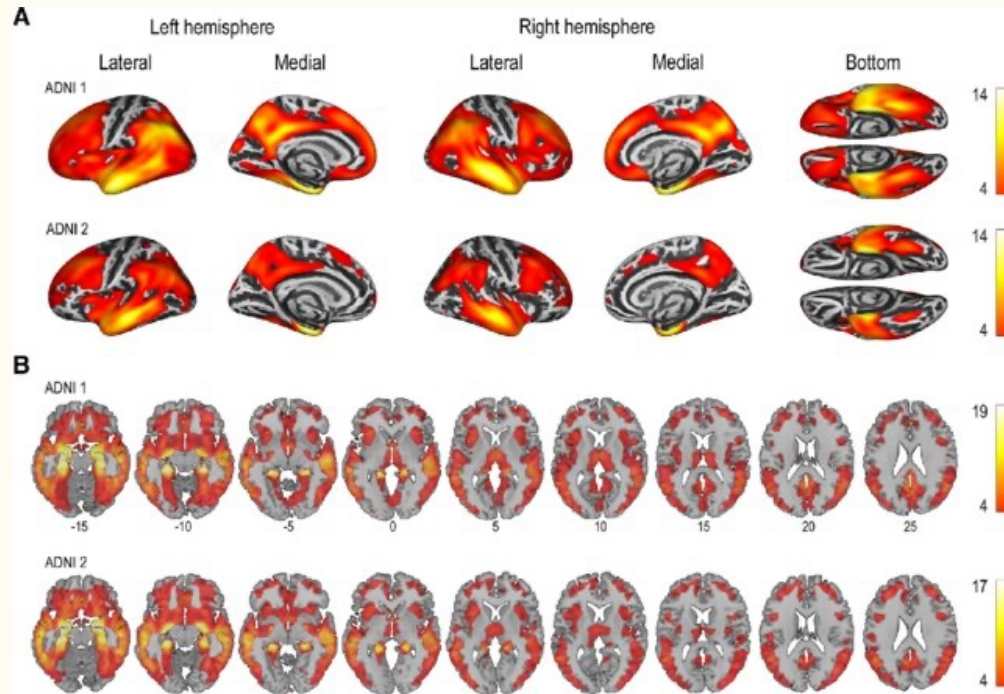 A
Left hemisphere Right hemisphere
Lateral Medial Lateral Medial Bottom
ADNI 1
14
4
ADNI 2
14
4
B
ADNI 1
19
4
-15 -10 -5 0 5 10 15 20 25
ADNI 2
17
4